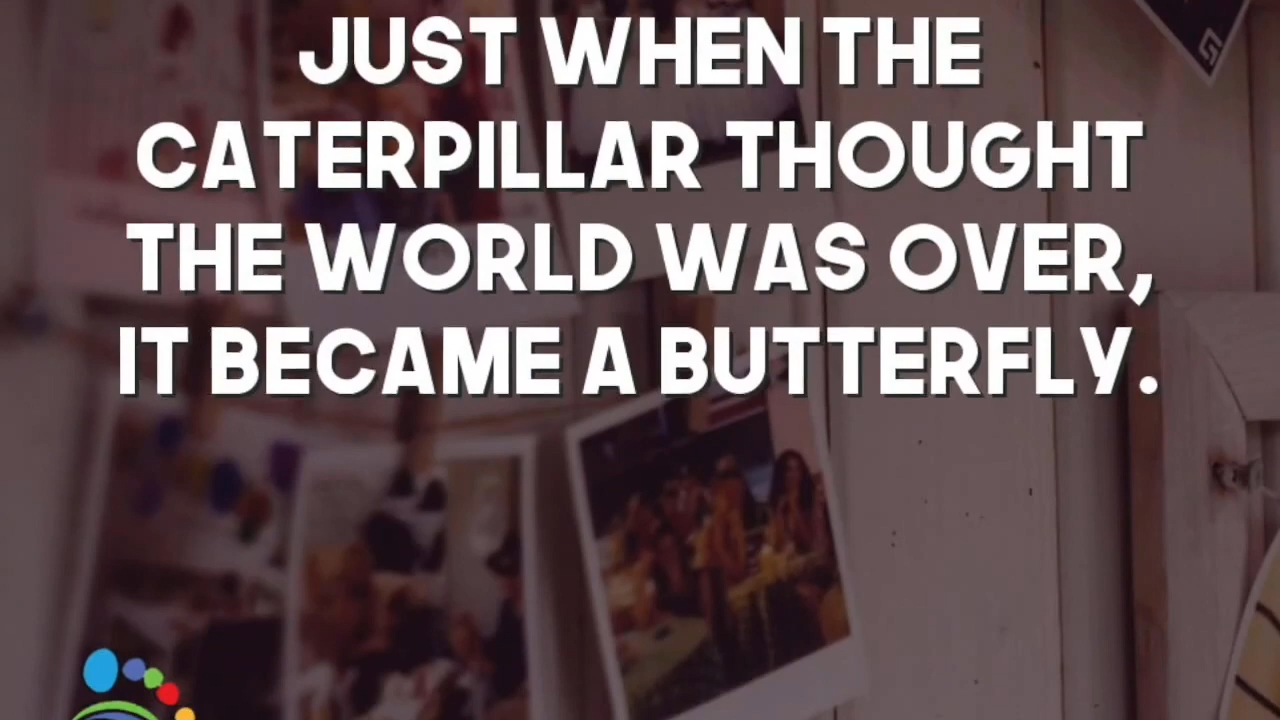 JUST WHEN THE
CATERPILLAR THOUGHT
THE WORLD WAS OVER,
IT BECAME A BUTTERFLY.